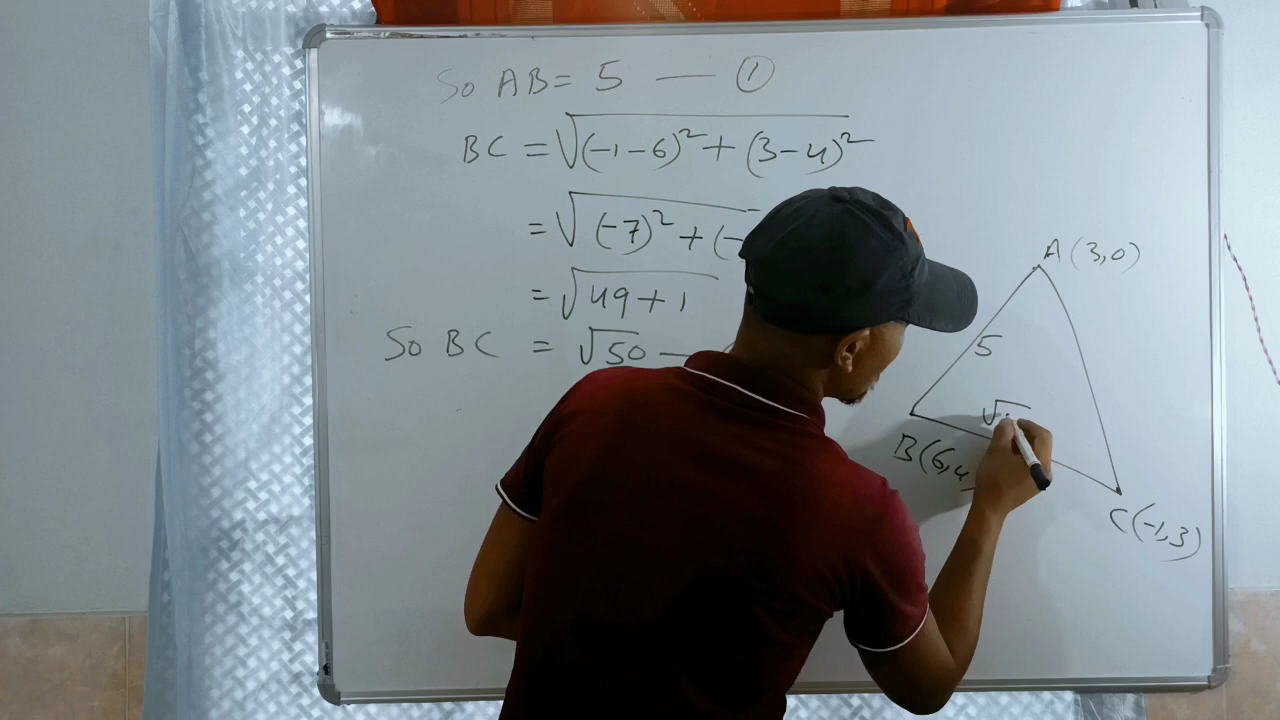 So AB = 5 — ①
BC = √(-1-6)² + (3-4)²
= √(-7)² + (-
= √49+1
So BC = √50 —
A(3,0)
5
√
B(6,4
C(-1,3)